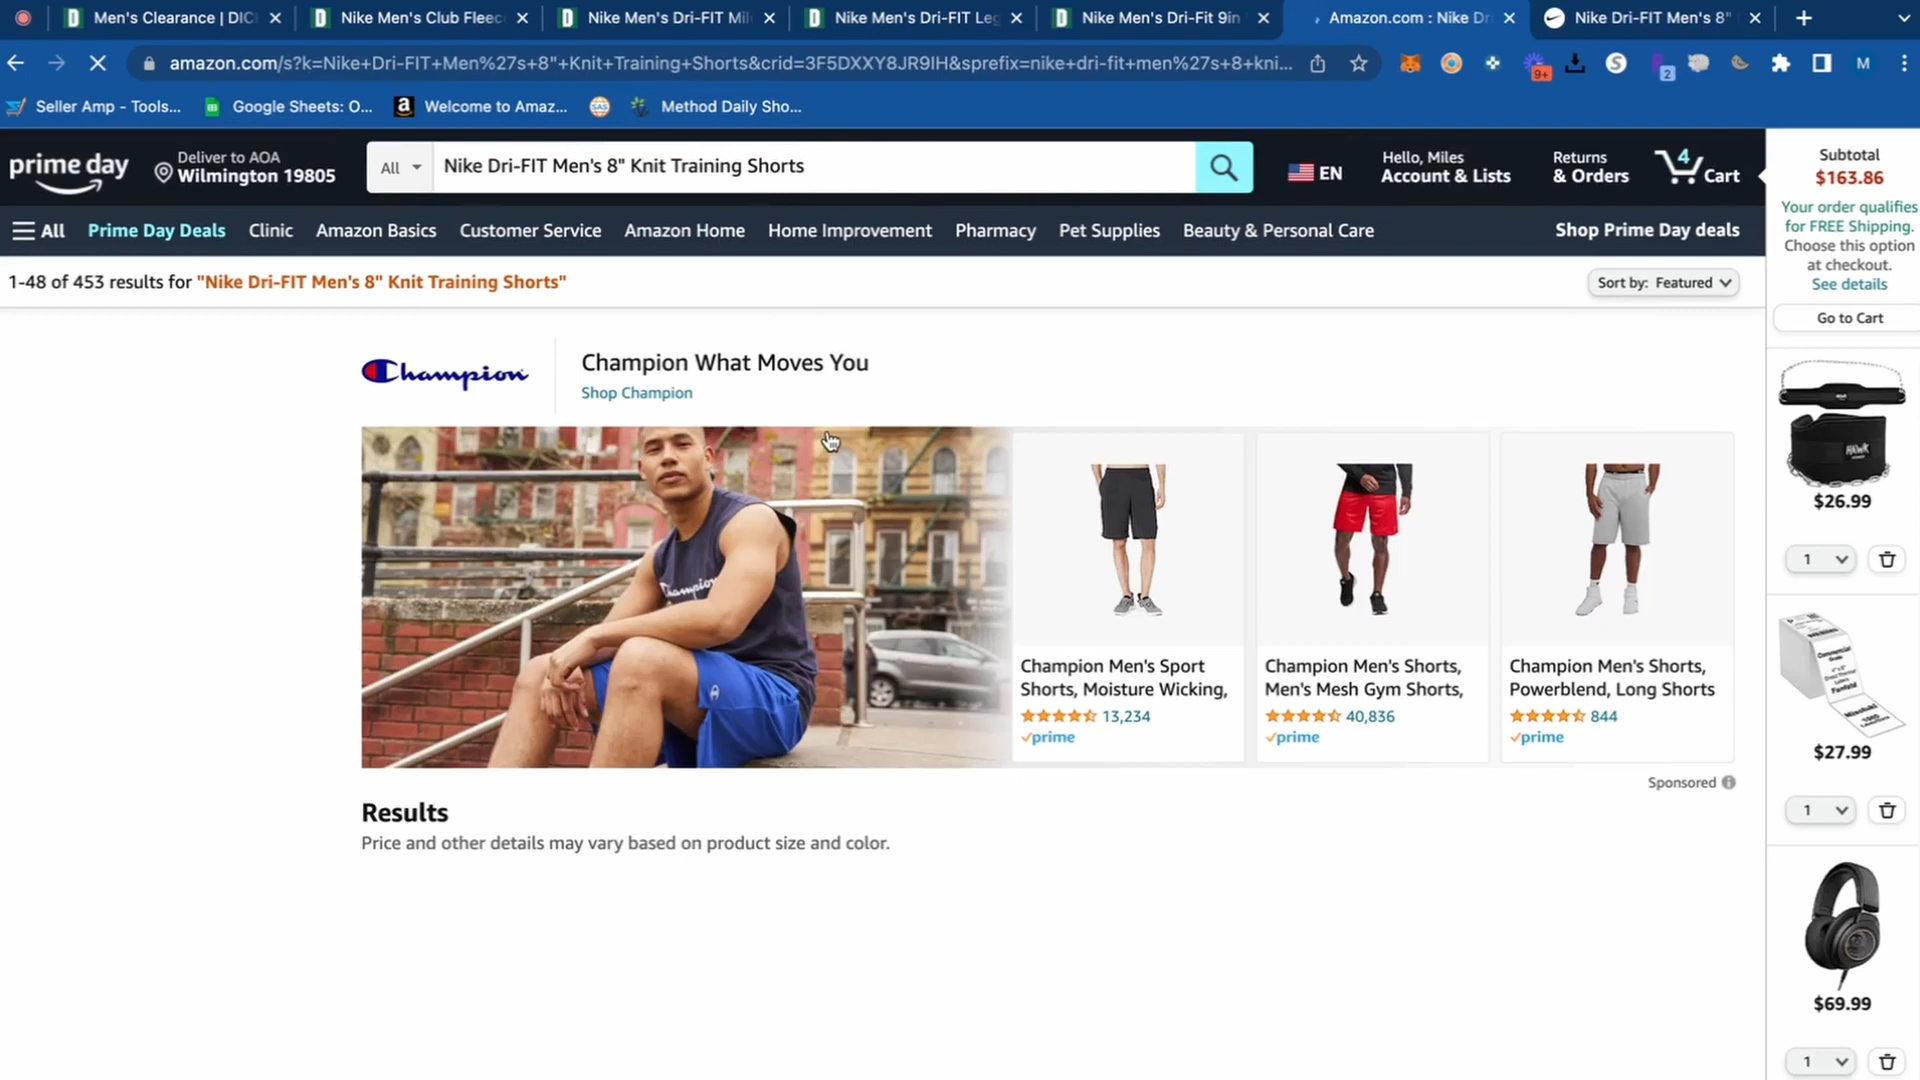 Men's Clearance | DIC
Nike Men's Club Fleec
Nike Men's Dri-FIT Mil
Nike Men's Dri-FIT Leg
Nike Men's Dri-Fit 9in
Amazon.com : Nike Dr
Nike Dri-FIT Men's 8"
amazon.com/s?k=Nike+Dri-FIT+Men%27s+8"+Knit+Training+Shorts&crid=3F5DXXY8JR9IH&sprefix=nike+dri-fit+men%27s+8+kni...
9+
S
2
M
Seller Amp - Tools...
Google Sheets: O...
a
Welcome to Amaz...
SAS
Method Daily Sho...
prime day
Deliver to AOA
Wilmington 19805
All
Nike Dri-FIT Men's 8" Knit Training Shorts
EN
Hello, Miles
Account & Lists
Returns
& Orders
4
Cart
Subtotal
$163.86
Your order qualifies
for FREE Shipping.
Choose this option
at checkout.
See details
Go to Cart
All
Prime Day Deals
Clinic
Amazon Basics
Customer Service
Amazon Home
Home Improvement
Pharmacy
Pet Supplies
Beauty & Personal Care
Shop Prime Day deals
1-48 of 453 results for "Nike Dri-FIT Men's 8" Knit Training Shorts"
Sort by: Featured
Champion
Champion What Moves You
Shop Champion
Champion
Champion Men's Sport
Shorts, Moisture Wicking,
13,234
prime
Champion Men's Shorts,
Men's Mesh Gym Shorts,
40,836
prime
Champion Men's Shorts,
Powerblend, Long Shorts
844
prime
Sponsored
Results
Price and other details may vary based on product size and color.
HAWK
$26.99
1
Commercial
Grade
Fanfold
$27.99
1
$69.99
1